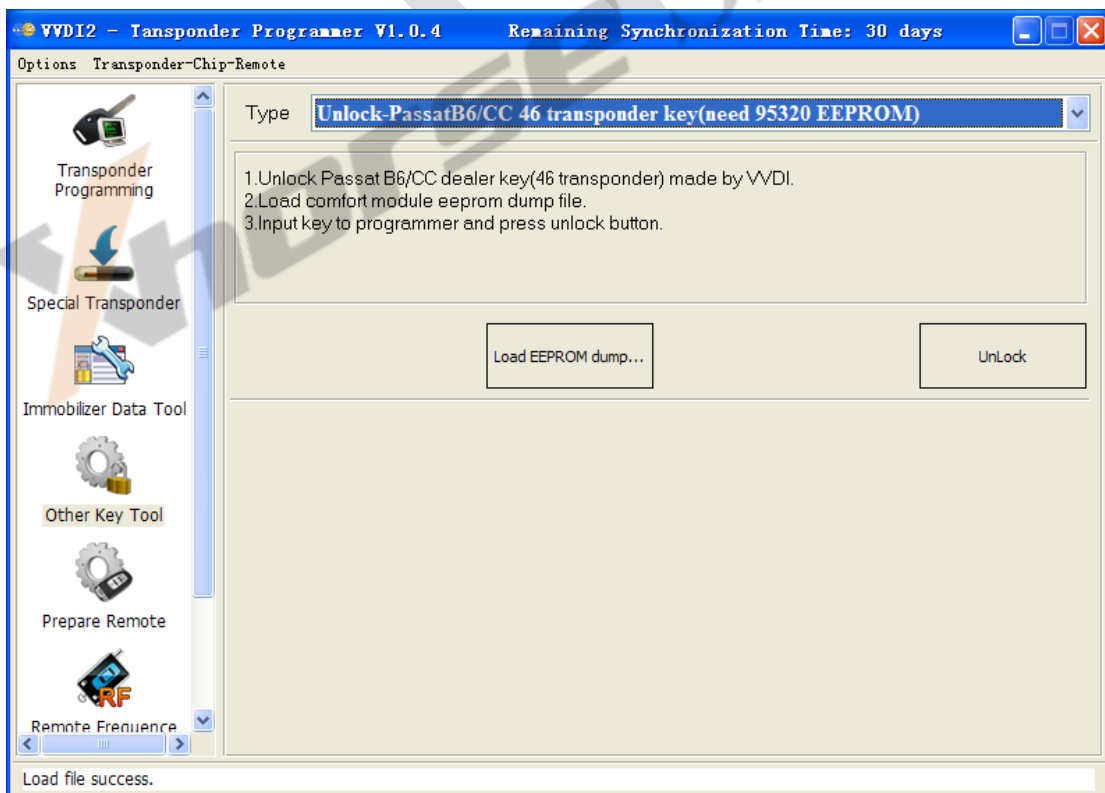 VVDI2 - Tansponder Programmer V1.0.4 Remaining Synchronization Time: 30 days
Options Transponder-Chip-Remote
Transponder
Programming
Special Transponder
Immobilizer Data Tool
Other Key Tool
Prepare Remote
RF
Remote Frequence
Type Unlock-PassatB6/CC 46 transponder key(need 95320 EEPROM)
1.Unlock Passat B6/CC dealer key(46 transponder) made by VVDI.
2.Load comfort module eeprom dump file.
3.Input key to programmer and press unlock button.
Load EEPROM dump...
UnLock
Load file success.